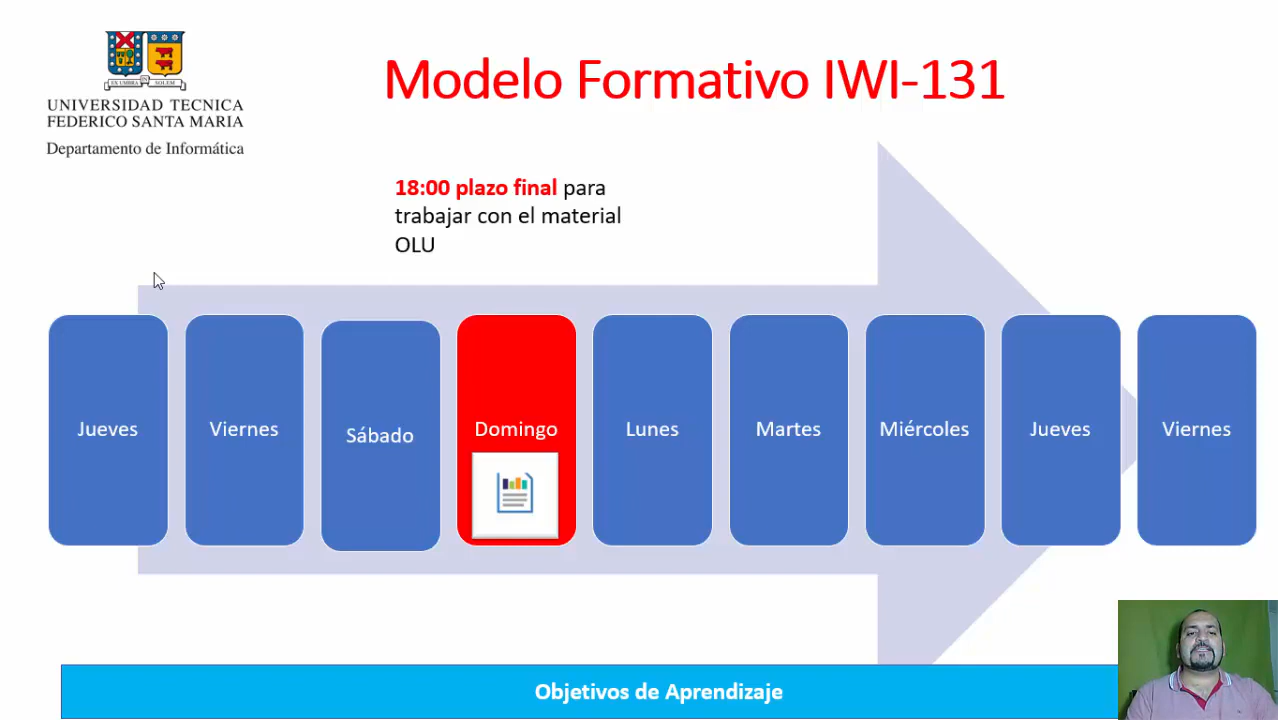 UNIVERSIDAD TECNICA
FEDERICO SANTA MARIA
Departamento de Informática
Modelo Formativo IWI-131
18:00 plazo final para
trabajar con el material
OLU
Jueves
Viernes
Sábado
Domingo
Lunes
Martes
Miércoles
Jueves
Viernes
Objetivos de Aprendizaje